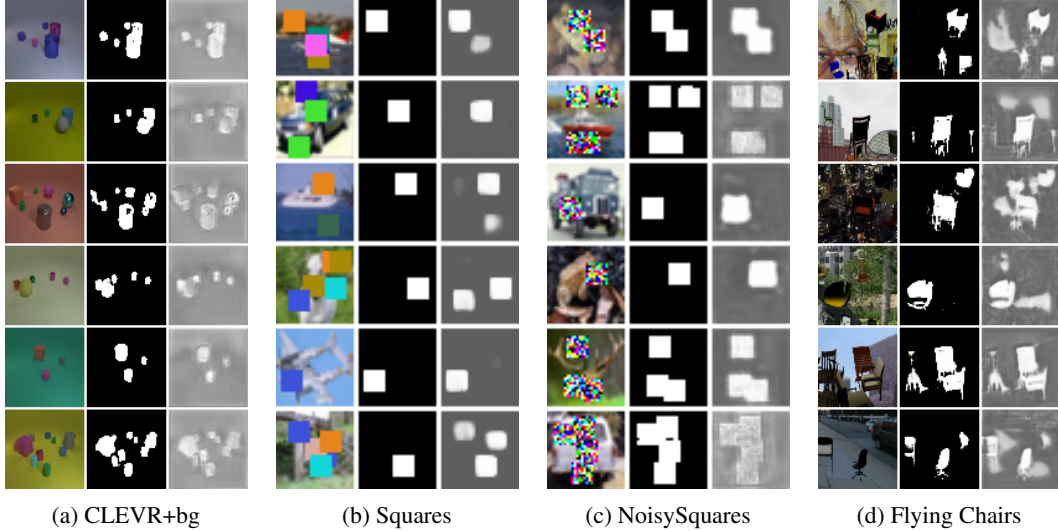 (a) CLEVR+bg
(b) Squares
(c) NoisySquares
(d) Flying Chairs